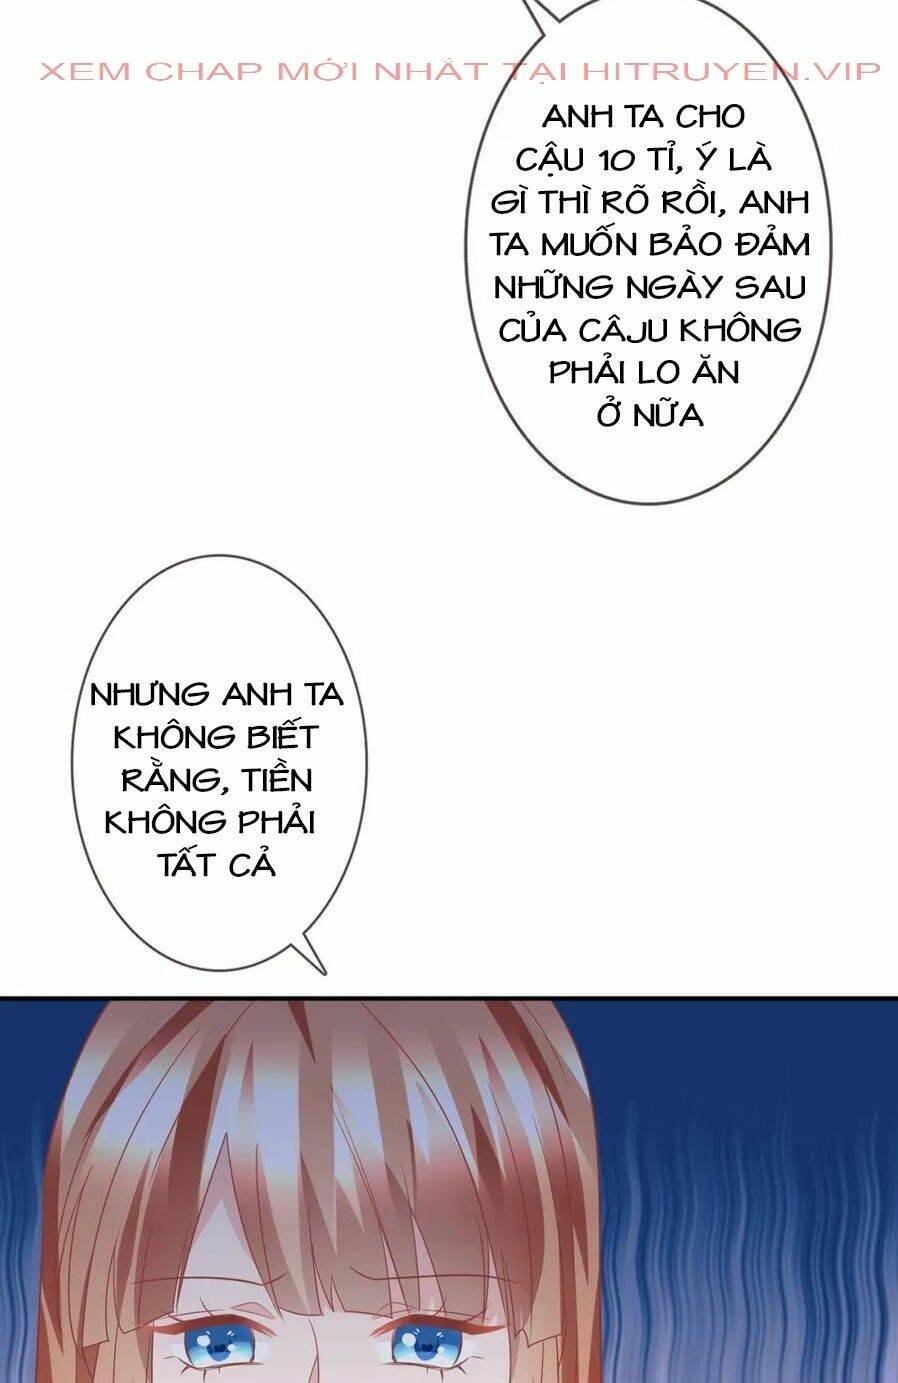 XEM CHAP MỚI NHẤT TẠI HITRUYEN.VIP
ANH TA CHO
CẬU 10 TỈ, Ý LÀ
GÌ THÌ RÕ RỒI, ANH
TA MUỐN BẢO ĐẢM
NHỮNG NGÀY SAU
CỦA CÂJU KHÔNG
PHẢI LO ĂN
Ở NỮA
NHƯNG ANH TA
KHÔNG BIẾT
RẰNG, TIỀN
KHÔNG PHẢI
TẤT CẢ